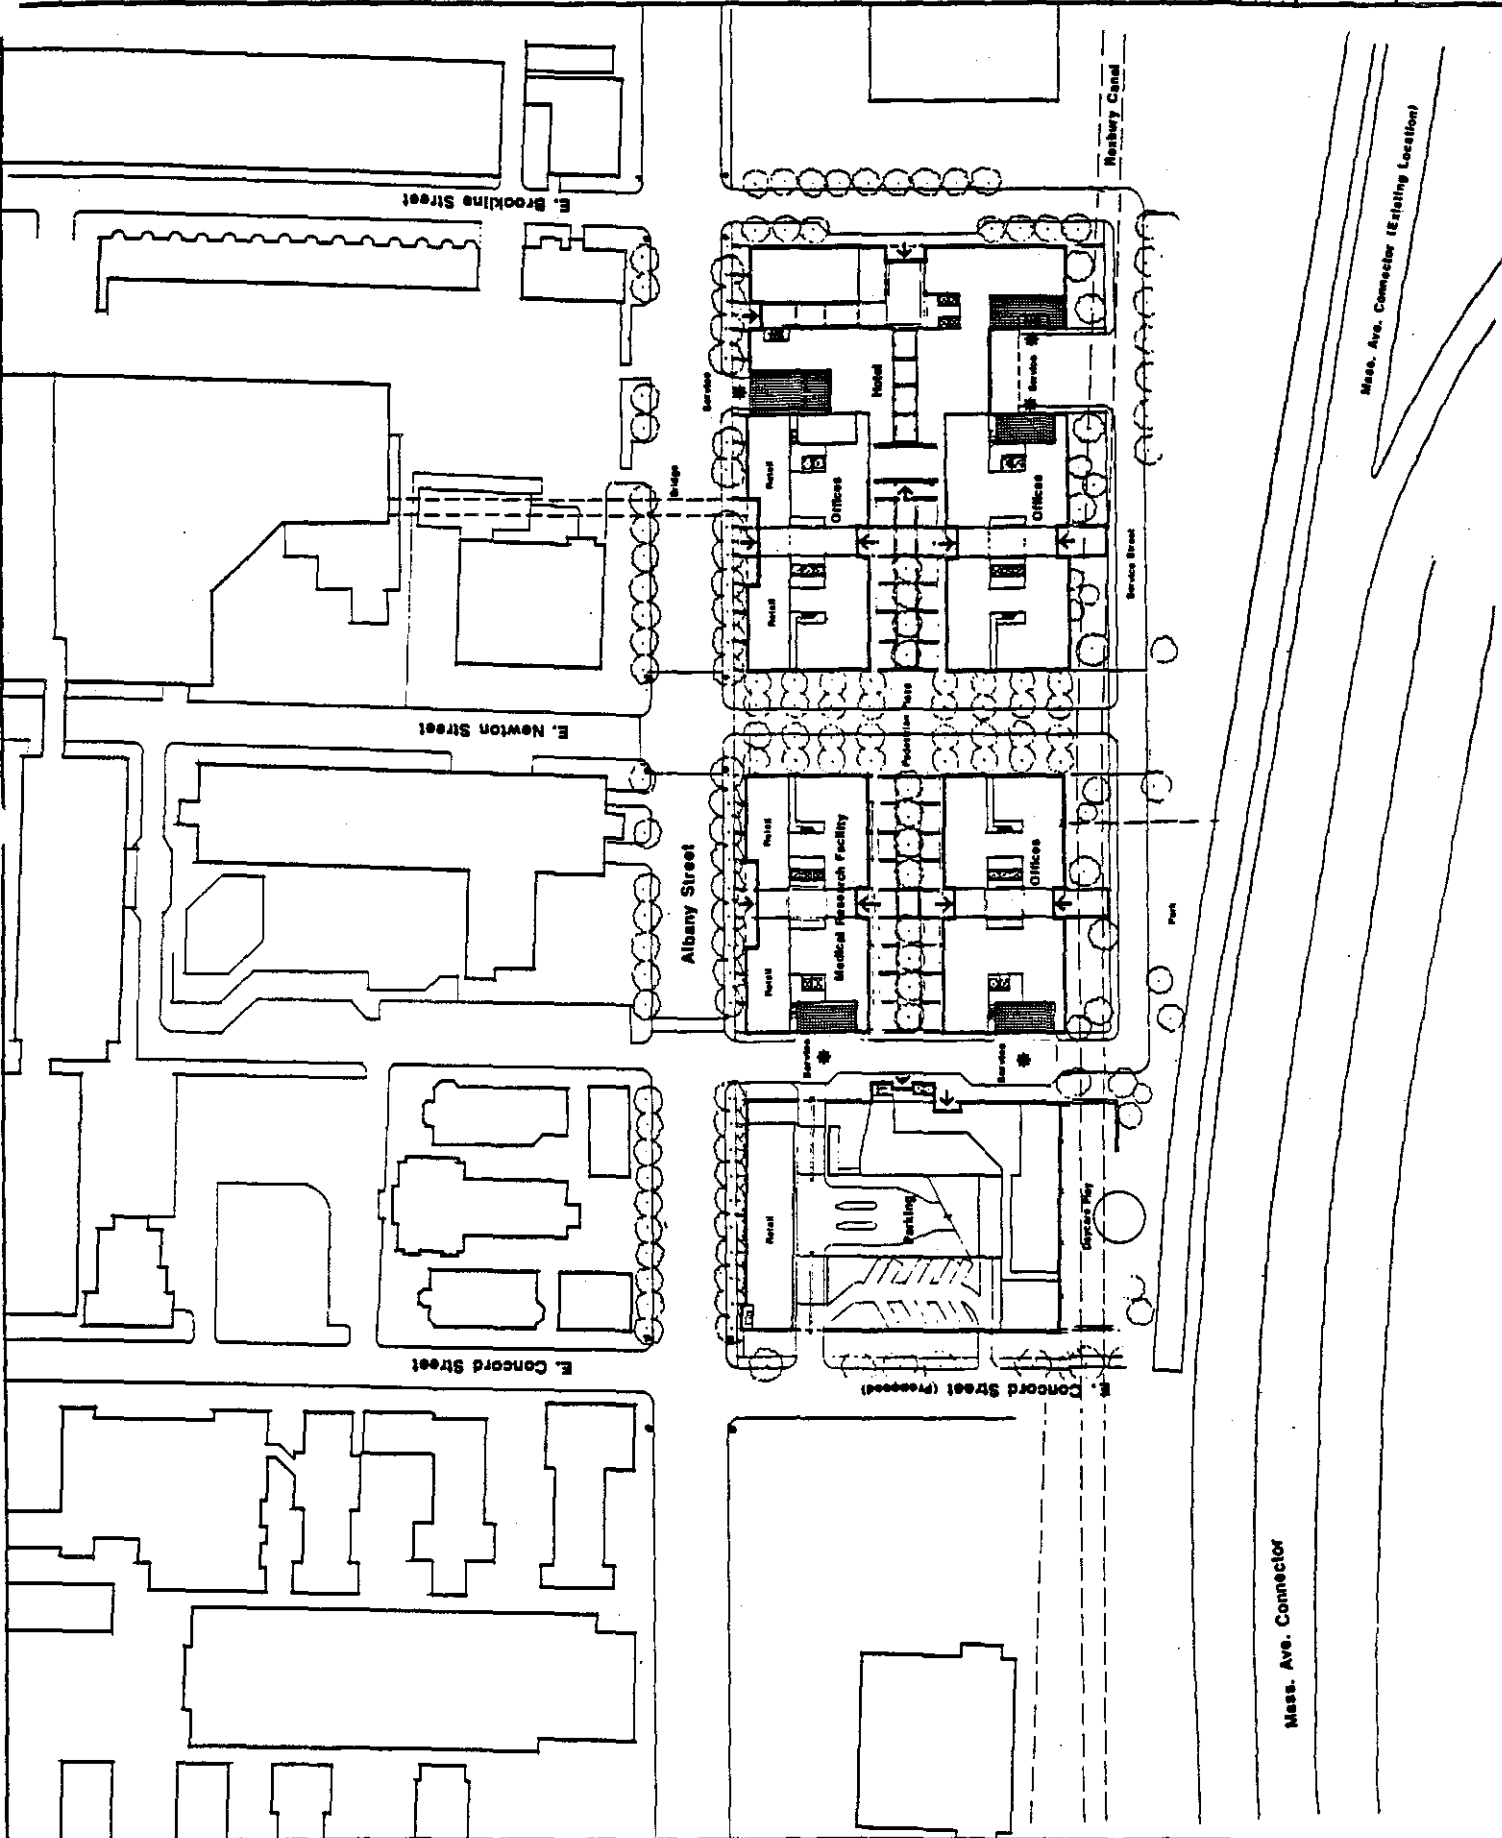 Roxbury Canal
Mass. Ave. Connector (Existing Location)
E. Brookline Street
Service
Hotel
Service
Bridge
Retail
Offices
Offices
Service Street
Retail
E. Newton Street
Pedestrian Path
Albany Street
Retail
Medical Research Facility
Offices
Park
Retail
Service
Service
Retail
Parking
Daycare Play
E. Concord Street
E. Concord Street (Proposed)
Mass. Ave. Connector